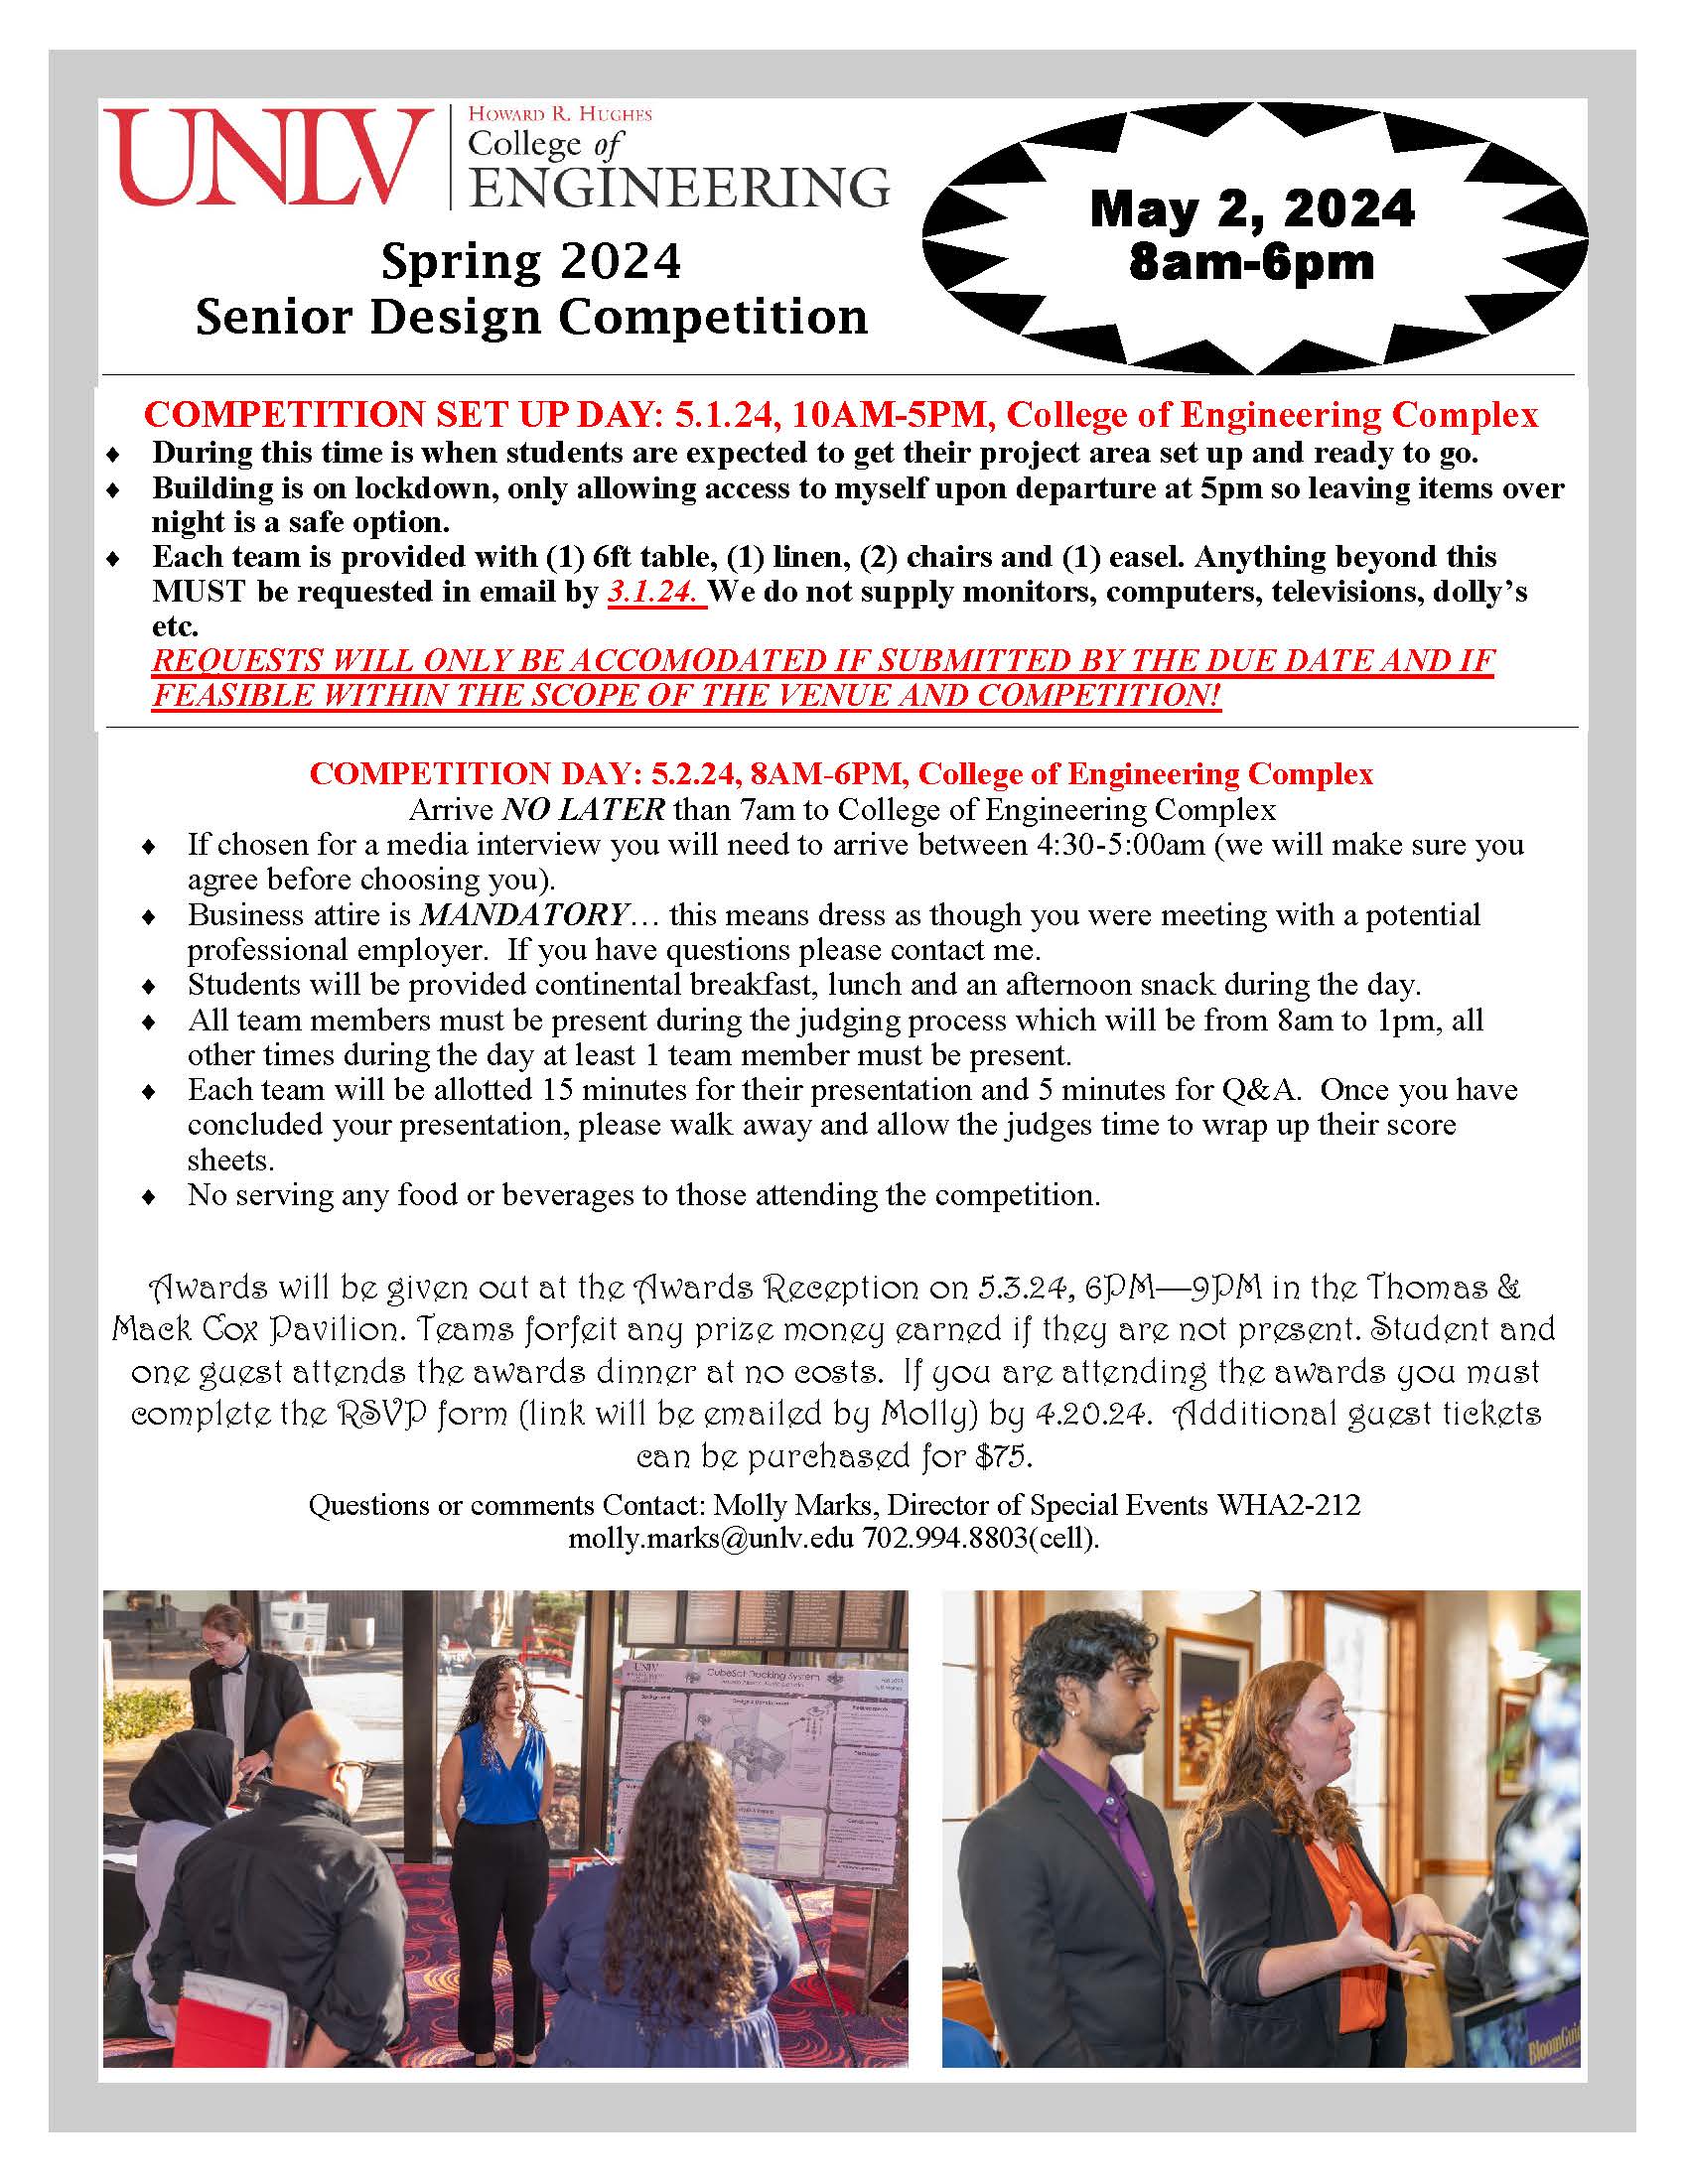 UNLV
HOWARD R. HUGHES
College of
ENGINEERING
Spring 2024
Senior Design Competition
May 2, 2024
8am-6pm
COMPETITION SET UP DAY: 5.1.24, 10AM-5PM, College of Engineering Complex
♦ During this time is when students are expected to get their project area set up and ready to go.
♦ Building is on lockdown, only allowing access to myself upon departure at 5pm so leaving items over
night is a safe option.
♦ Each team is provided with (1) 6ft table, (1) linen, (2) chairs and (1) easel. Anything beyond this
MUST be requested in email by 3.1.24. We do not supply monitors, computers, televisions, dolly’s
etc.
REQUESTS WILL ONLY BE ACCOMODATED IF SUBMITTED BY THE DUE DATE AND IF
FEASIBLE WITHIN THE SCOPE OF THE VENUE AND COMPETITION!
COMPETITION DAY: 5.2.24, 8AM-6PM, College of Engineering Complex
Arrive NO LATER than 7am to College of Engineering Complex
♦ If chosen for a media interview you will need to arrive between 4:30-5:00am (we will make sure you
agree before choosing you).
♦ Business attire is MANDATORY… this means dress as though you were meeting with a potential
professional employer.  If you have questions please contact me.
♦ Students will be provided continental breakfast, lunch and an afternoon snack during the day.
♦ All team members must be present during the judging process which will be from 8am to 1pm, all
other times during the day at least 1 team member must be present.
♦ Each team will be allotted 15 minutes for their presentation and 5 minutes for Q&A.  Once you have
concluded your presentation, please walk away and allow the judges time to wrap up their score
sheets.
♦ No serving any food or beverages to those attending the competition.
Awards will be given out at the Awards Reception on 5.3.24, 6PM—9PM in the Thomas &
Mack Cox Pavilion. Teams forfeit any prize money earned if they are not present. Student and
one guest attends the awards dinner at no costs.  If you are attending the awards you must
complete the RSVP form (link will be emailed by Molly) by 4.20.24.  Additional guest tickets
can be purchased for $75.
Questions or comments Contact: Molly Marks, Director of Special Events WHA2-212
molly.marks@unlv.edu 702.994.8803(cell).
UNLV
CubeSat Tracking System
BloomGui